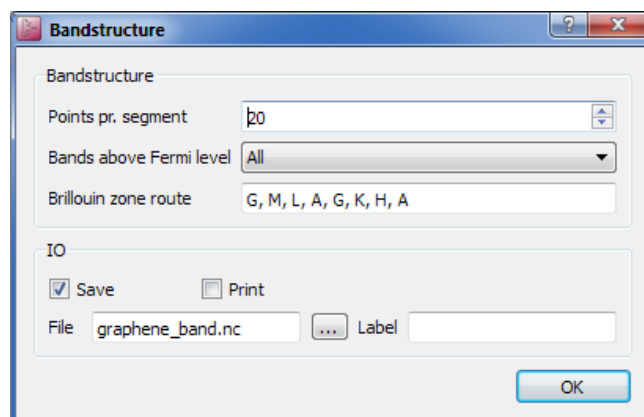 Bandstructure
Bandstructure
Points pr. segment 20
Bands above Fermi level All
Brillouin zone route G, M, L, A, G, K, H, A
IO
Save Print
File graphene_band.nc ... Label
OK